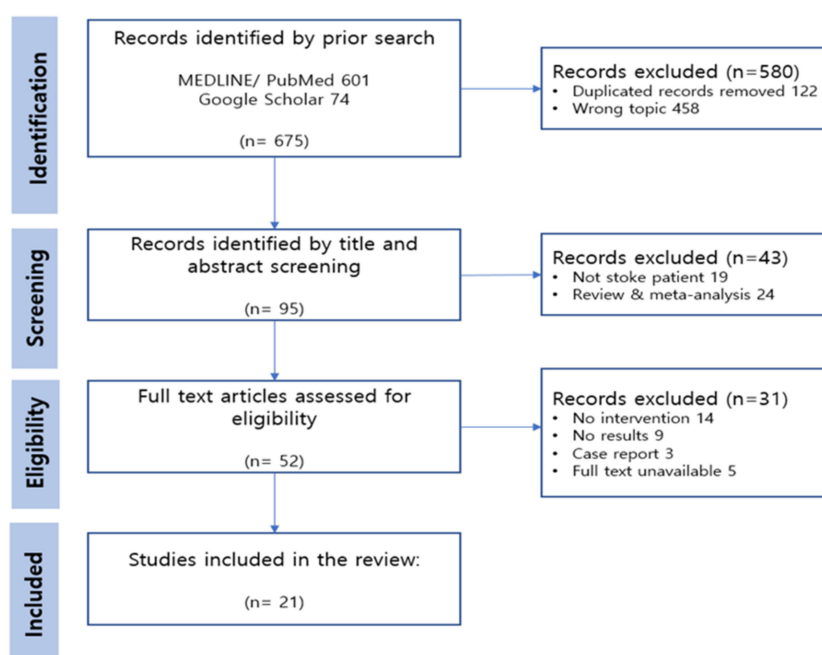 Identification
Records identified by prior search
MEDLINE/ PubMed 601
Google Scholar 74
(n= 675)
Records excluded (n=580)
• Duplicated records removed 122
• Wrong topic 458
Screening
Records identified by title and
abstract screening
(n= 95)
Records excluded (n=43)
• Not stoke patient 19
• Review & meta-analysis 24
Eligibility
Full text articles assessed for
eligibility
(n= 52)
Records excluded (n=31)
• No intervention 14
• No results 9
• Case report 3
• Full text unavailable 5
Included
Studies included in the review:
(n= 21)